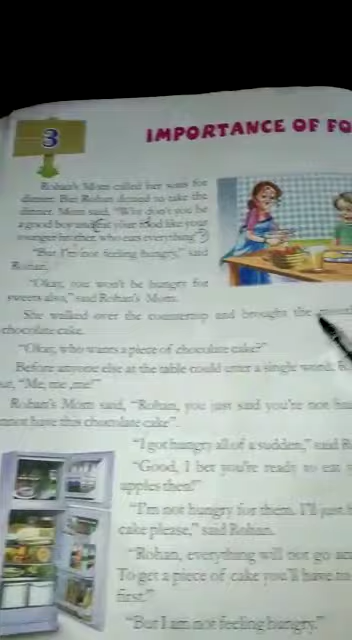 3
IMPORTANCE OF FO
Rohan's Mom called her sons for
dinner. But Rohan denied to take the
dinner. Mom said, "Why don't you be
a good boy and eat your food like your
younger brother, who eats everything?"
"But I'm not feeling hungry," said
Rohan.
"Okay, you won't be hungry for
sweets also," said Rohan's Mom.
She walked over the countertop and brought the
chocolate cake.
"Okay, who wants a piece of chocolate cake?"
Before anyone else at the table could utter a single word,
out, "Me, me ,me!"
Rohan's Mom said, "Rohan, you just said you're not hu
not have this chocolate cake".
"I got hungry all of a sudden," said R
"Good, I bet you're ready to eat
apples then!"
"I'm not hungry for them. I'll just h
cake please," said Rohan.
"Rohan, everything will not go
To get a piece of cake you'll have to
first."
"But I am not feeling hungry."